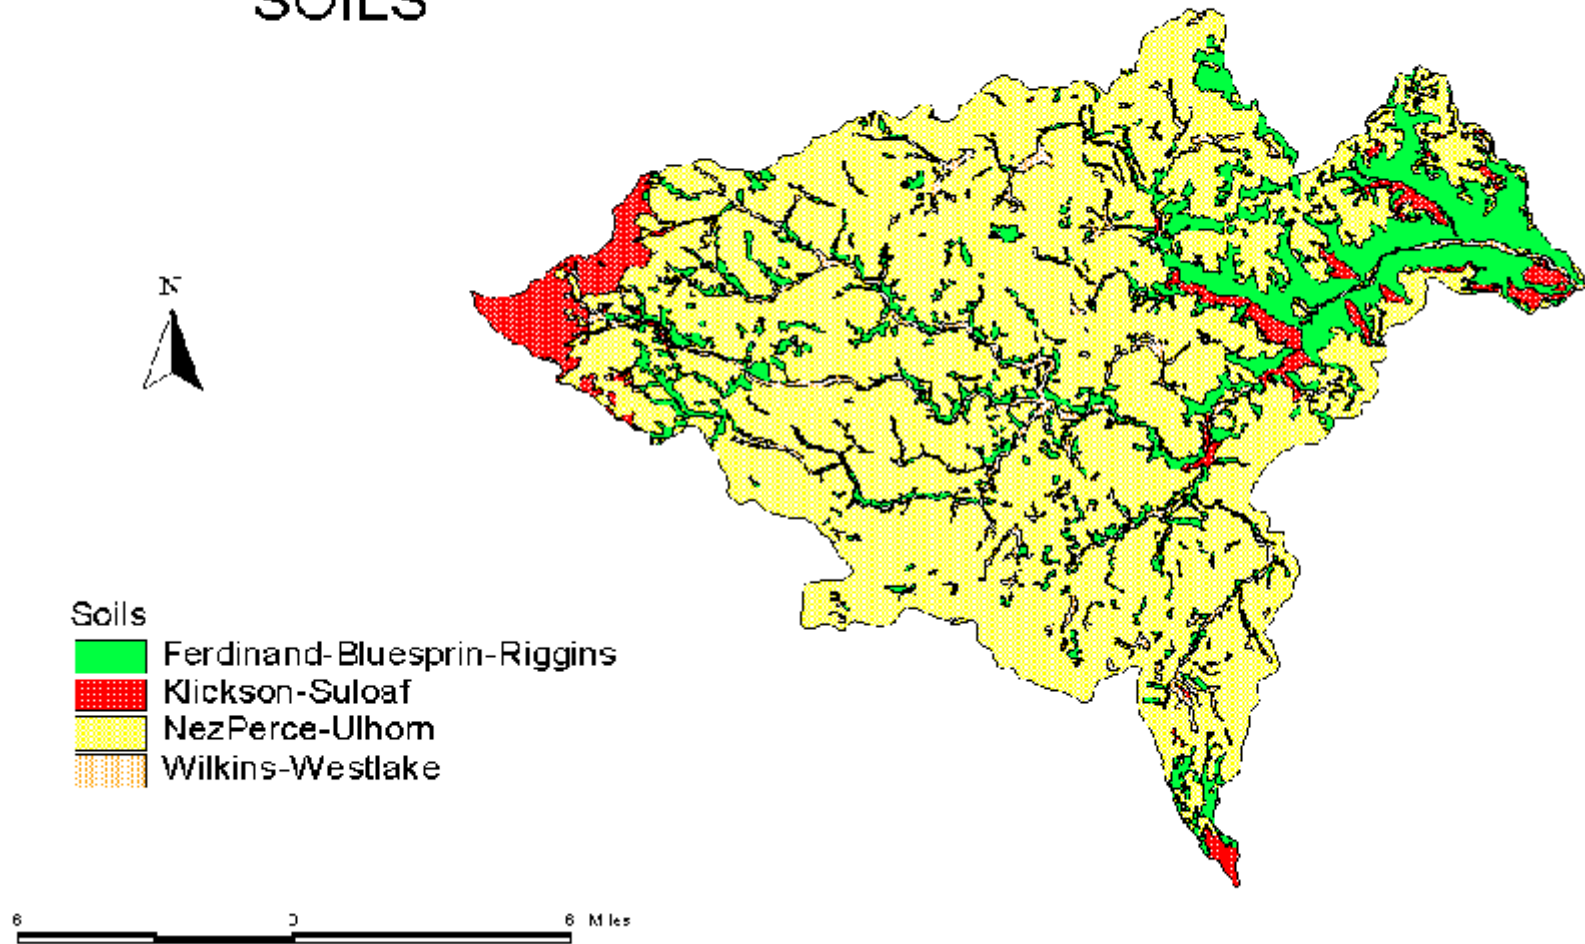 SOILS
N
Soils
Ferdinand-Bluesprin-Riggins
Klickson-Suloaf
NezPerce-Ulhorn
Wilkins-Westlake
6 0 6 Miles